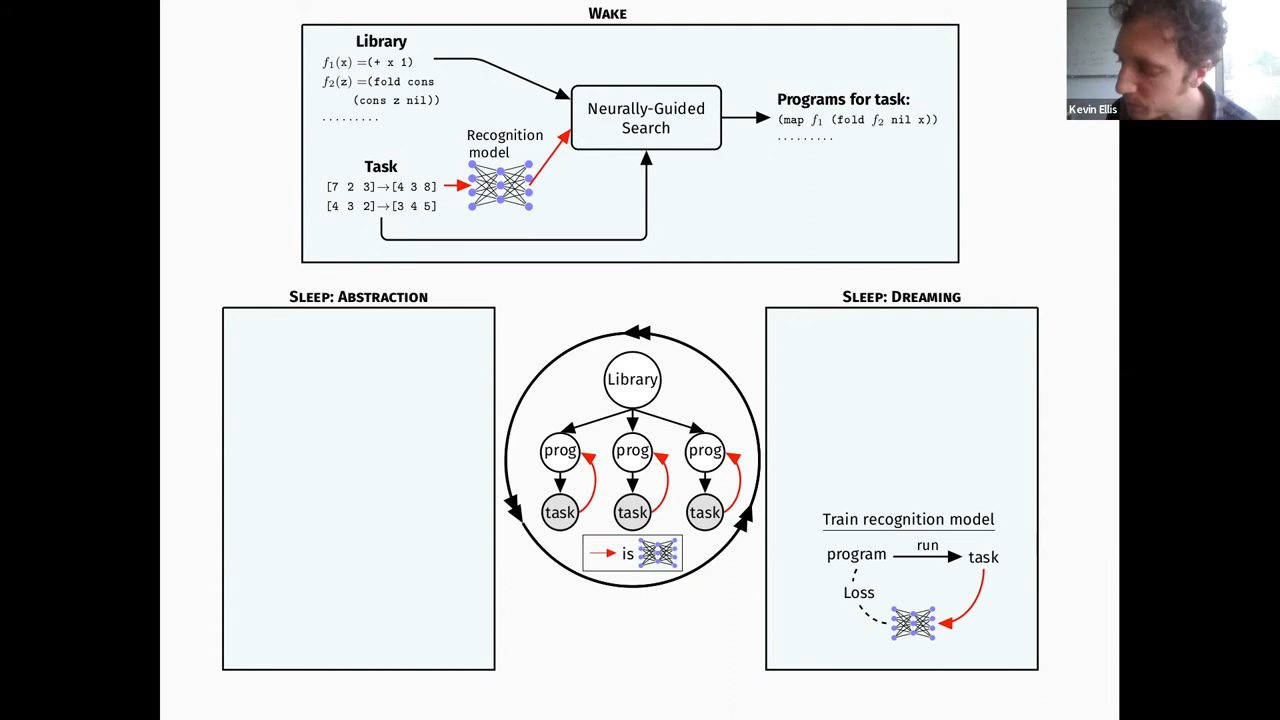 WAKE
Library
f₁(x) =(+ x 1)
f₂(z) =(fold cons
(cons z nil))
.........
Task
[7 2 3]→[4 3 8]
[4 3 2]→[3 4 5]
Recognition
model
Neurally-Guided
Search
Programs for task:
(map f₁ (fold f₂ nil x))
.........
Kevin Ellis
SLEEP: ABSTRACTION
Library
prog prog prog
task task task
is
SLEEP: DREAMING
Train recognition model
program run task
Loss